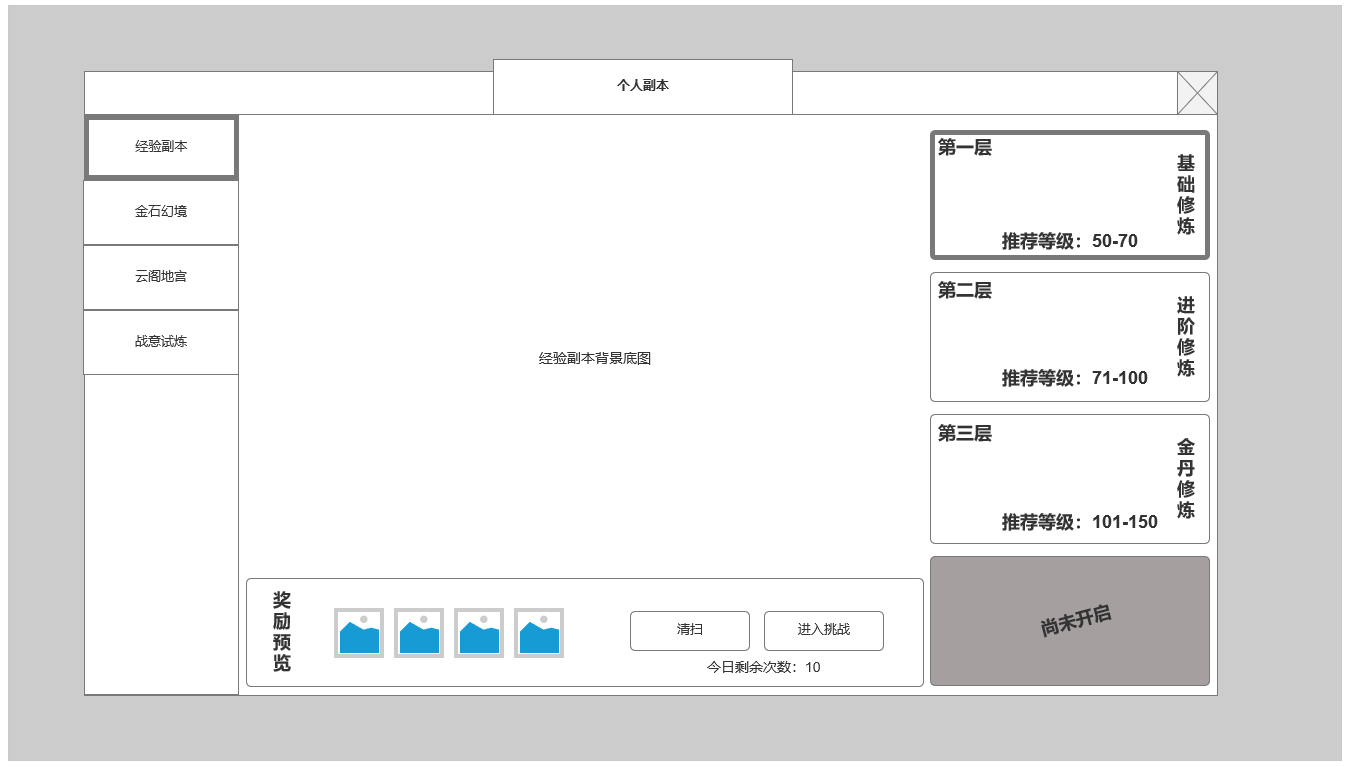 个人副本
经验副本
金石幻境
云阁地宫
战意试炼
经验副本背景底图
第一层
基础修炼
推荐等级：50-70
第二层
进阶修炼
推荐等级：71-100
第三层
金丹修炼
推荐等级：101-150
尚未开启
奖励预览
清扫
进入挑战
今日剩余次数：10